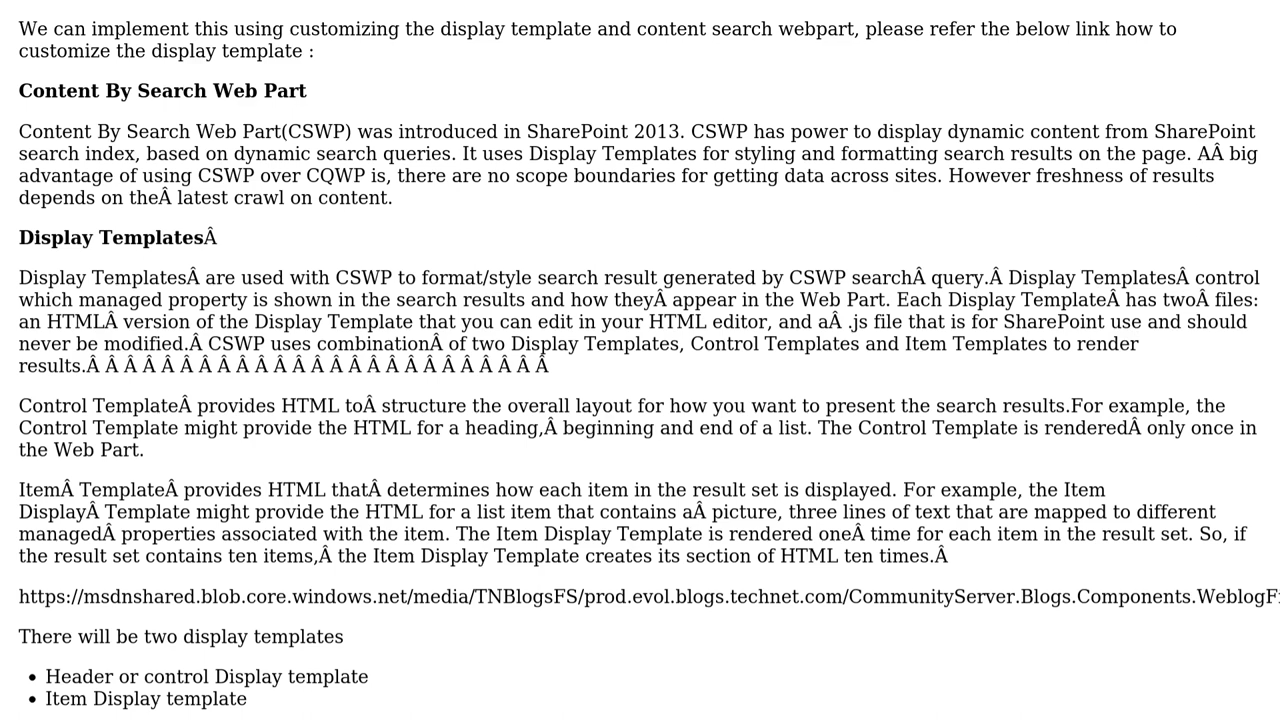 We can implement this using customizing the display template and content search webpart, please refer the below link how to
customize the display template :
Content By Search Web Part
Content By Search Web Part(CSWP) was introduced in SharePoint 2013. CSWP has power to display dynamic content from SharePoint
search index, based on dynamic search queries. It uses Display Templates for styling and formatting search results on the page. AÂ big
advantage of using CSWP over CQWP is, there are no scope boundaries for getting data across sites. However freshness of results
depends on theÂ latest crawl on content.
Display TemplatesÂ
Display TemplatesÂ are used with CSWP to format/style search result generated by CSWP searchÂ query.Â Display TemplatesÂ control
which managed property is shown in the search results and how theyÂ appear in the Web Part. Each Display TemplateÂ has twoÂ files:
an HTMLÂ version of the Display Template that you can edit in your HTML editor, and aÂ .js file that is for SharePoint use and should
never be modified.Â CSWP uses combinationÂ of two Display Templates, Control Templates and Item Templates to render
results.Â Â Â Â Â Â Â Â Â Â Â Â Â Â Â Â Â Â Â Â Â Â Â Â Â
Control TemplateÂ provides HTML toÂ structure the overall layout for how you want to present the search results.For example, the
Control Template might provide the HTML for a heading,Â beginning and end of a list. The Control Template is renderedÂ only once in
the Web Part.
ItemÂ TemplateÂ provides HTML thatÂ determines how each item in the result set is displayed. For example, the Item
DisplayÂ Template might provide the HTML for a list item that contains aÂ picture, three lines of text that are mapped to different
managedÂ properties associated with the item. The Item Display Template is rendered oneÂ time for each item in the result set. So, if
the result set contains ten items,Â the Item Display Template creates its section of HTML ten times.Â
https://msdnshared.blob.core.windows.net/media/TNBlogsFS/prod.evol.blogs.technet.com/CommunityServer.Blogs.Components.WeblogF
There will be two display templates
• Header or control Display template
• Item Display template